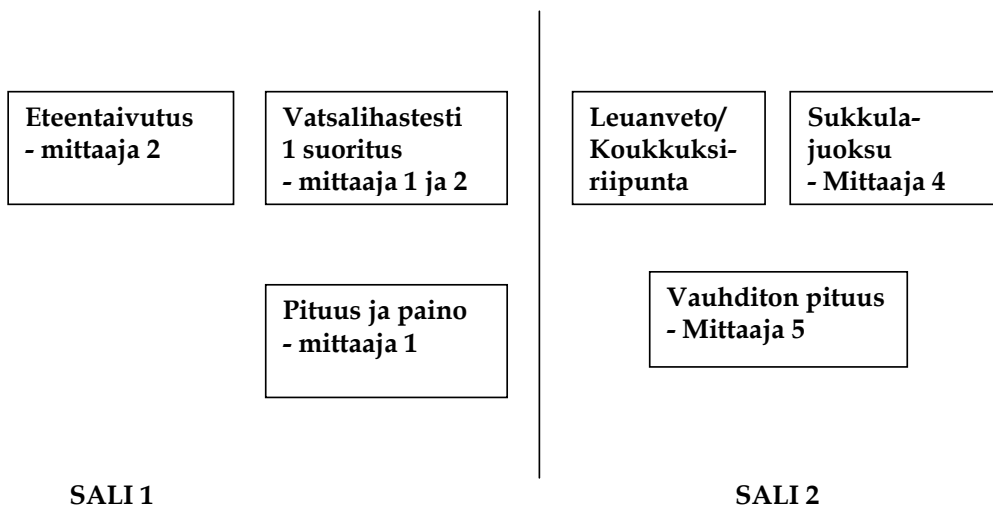 Eteentaivutus
- mittaaja 2
Vatsalihastesti
1 suoritus
- mittaaja 1 ja 2
Pituus ja paino
- mittaaja 1
SALI 1
Leuanveto/
Koukkuksi-
riipunta
Sukkula-
juoksu
- Mittaaja 4
Vauhditon pituus
- Mittaaja 5
SALI 2